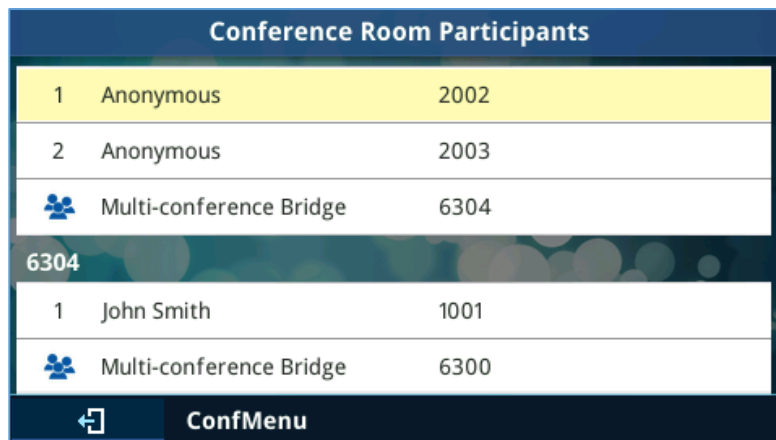 Conference Room Participants
1 Anonymous 2002
2 Anonymous 2003
Multi-conference Bridge 6304
6304
1 John Smith 1001
Multi-conference Bridge 6300
ConfMenu